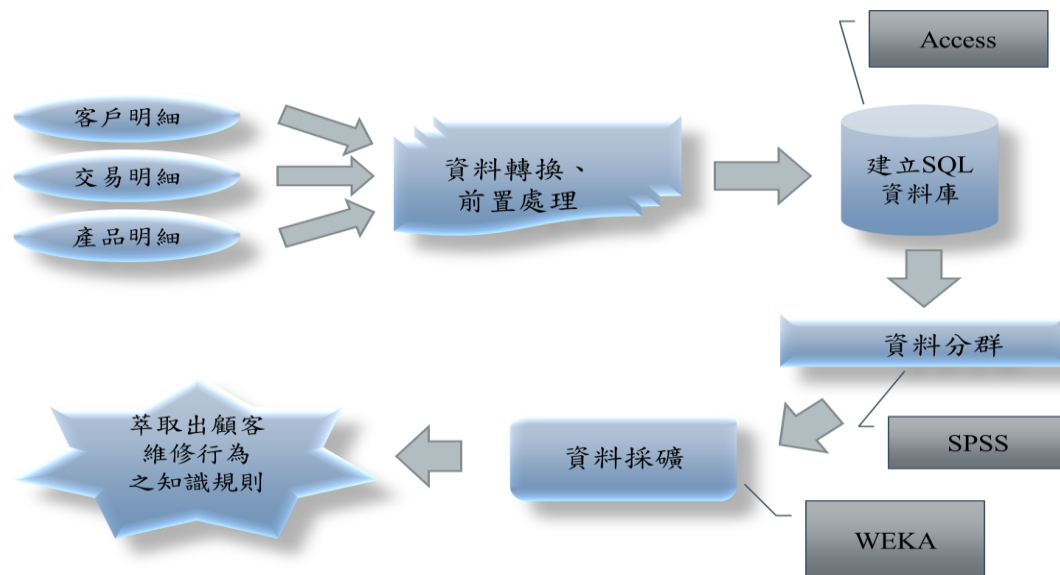 Access
客戶明細
交易明細
產品明細
資料轉換、
前置處理
建立SQL
資料庫
資料分群
SPSS
資料採礦
WEKA
萃取出顧客
維修行為
之知識規則